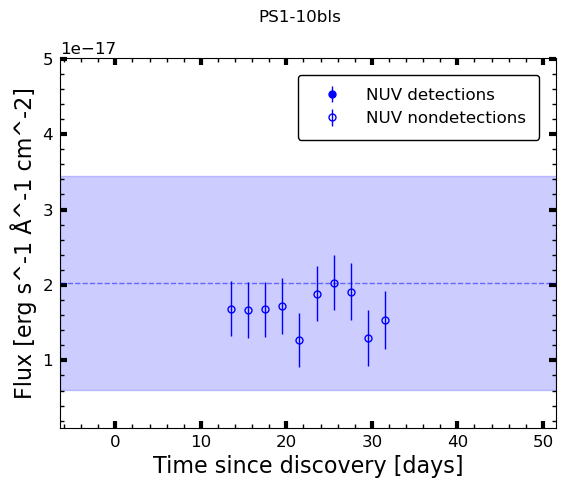 PS1-10bls
1e−17
5
4
3
2
1
NUV detections
NUV nondetections
Flux [erg s^-1 Å^-1 cm^-2]
0 10 20 30 40 50
Time since discovery [days]